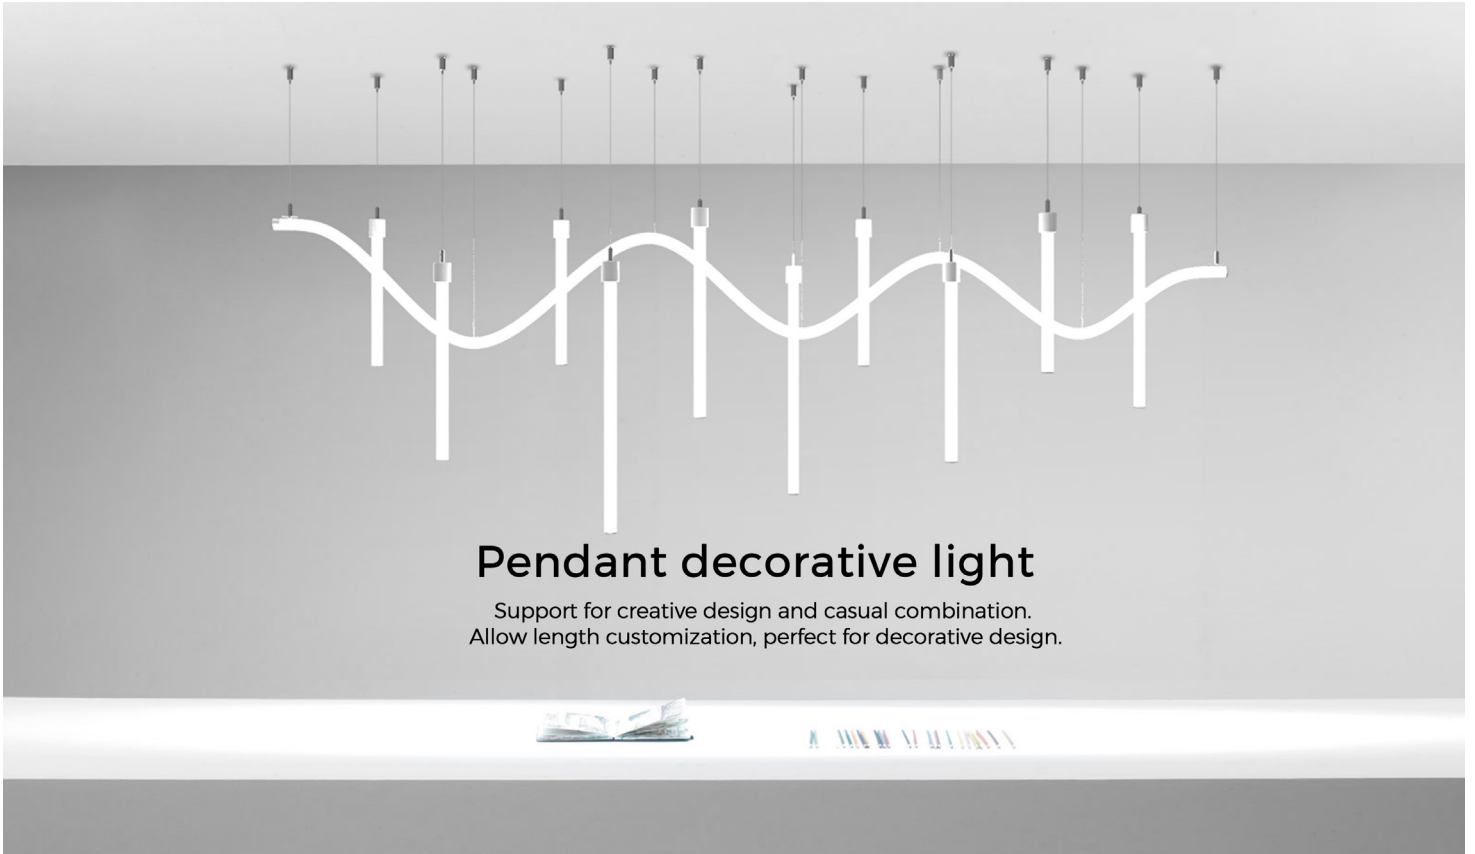 Pendant decorative light
Support for creative design and casual combination.
Allow length customization, perfect for decorative design.